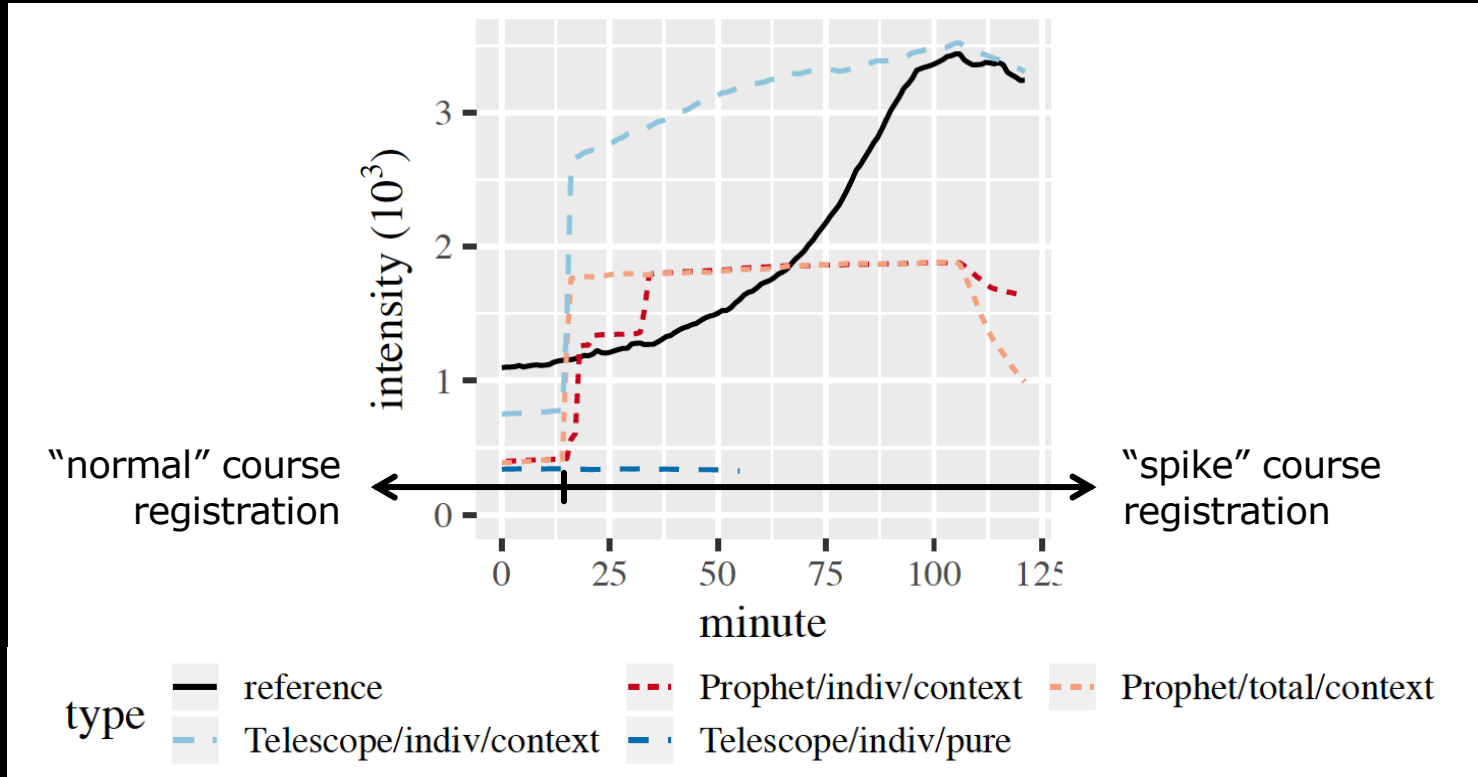 3
2
1
0
intensity (10³)
“normal” course
registration
“spike” course
registration
0 25 50 75 100 125
minute
type
reference
Prophet/indiv/context
Prophet/total/context
Telescope/indiv/context
Telescope/indiv/pure